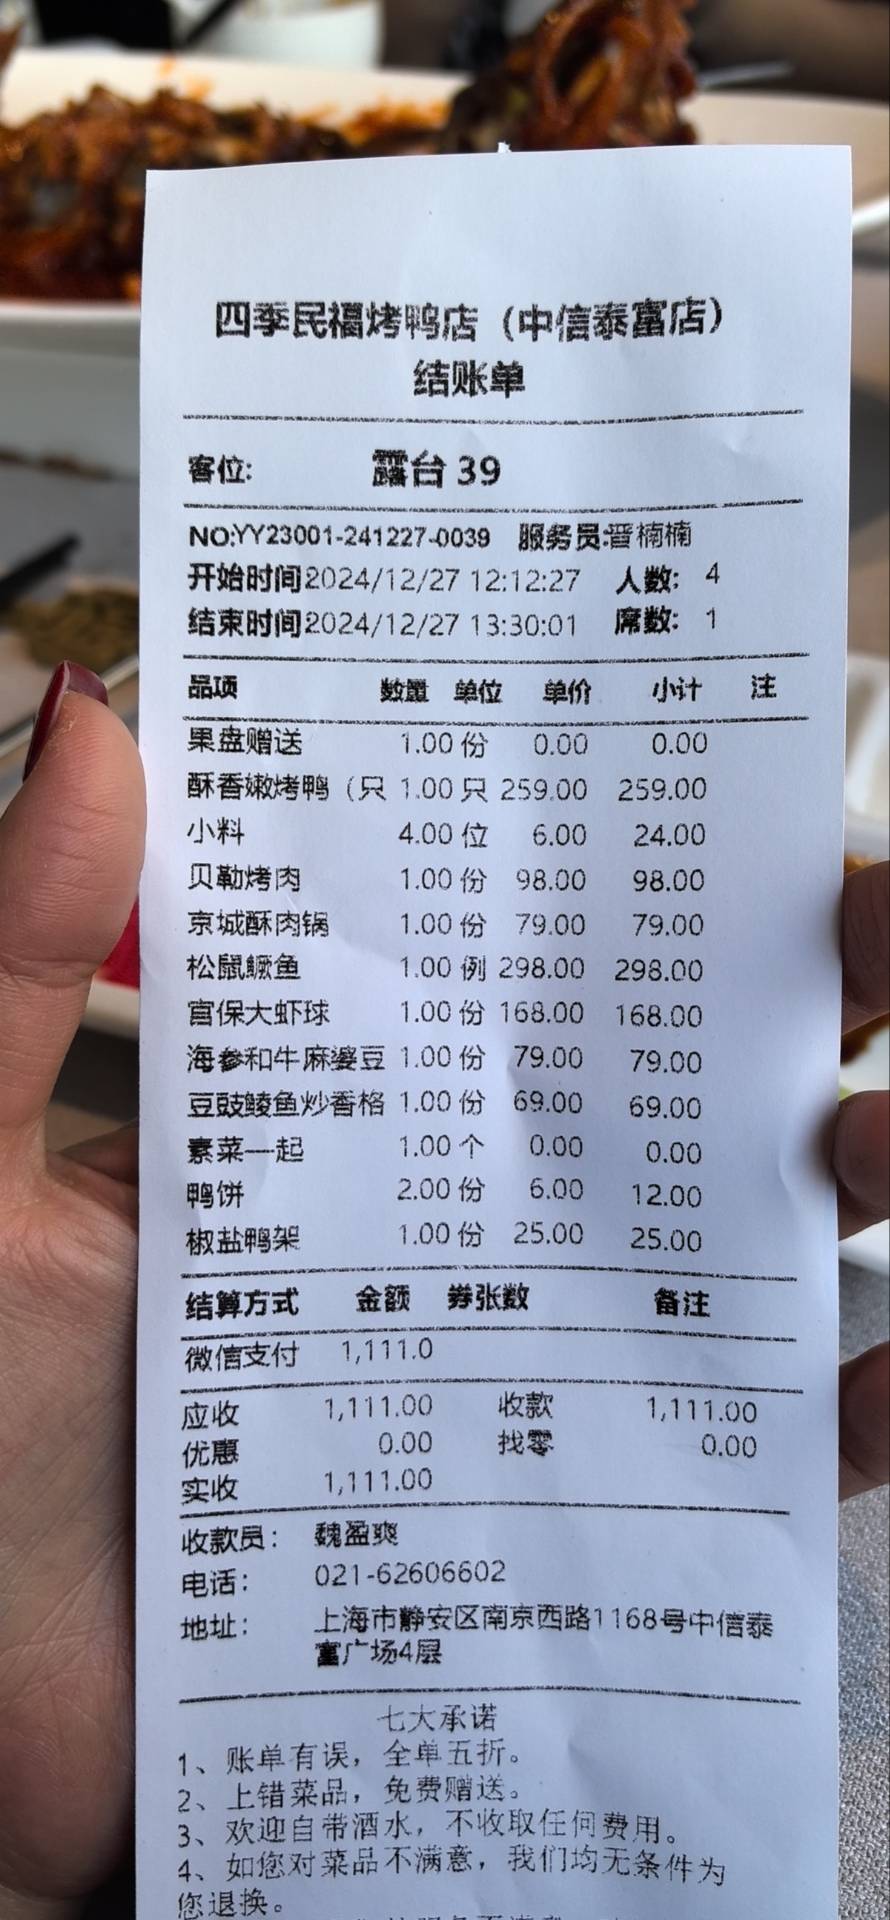 四季民福烤鸭店（中信泰富店）
结账单
客位: 露台 39
NO:YY23001-241227-0039 服务员:晋楠楠
开始时间2024/12/27 12:12:27 人数: 4
结束时间2024/12/27 13:30:01 席数: 1
品项 数量 单位 单价 小计 注
果盘赠送 1.00 份 0.00 0.00
酥香嫩烤鸭（只 1.00 只 259.00 259.00
小料 4.00 位 6.00 24.00
贝勒烤肉 1.00 份 98.00 98.00
京城酥肉锅 1.00 份 79.00 79.00
松鼠鳜鱼 1.00 例 298.00 298.00
宫保大虾球 1.00 份 168.00 168.00
海参和牛麻婆豆 1.00 份 79.00 79.00
豆豉鲮鱼炒香格 1.00 份 69.00 69.00
素菜一起 1.00 个 0.00 0.00
鸭饼 2.00 份 6.00 12.00
椒盐鸭架 1.00 份 25.00 25.00
结算方式 金额 券张数 备注
微信支付 1,111.0
应收 1,111.00 收款 1,111.00
优惠 0.00 找零 0.00
实收 1,111.00
收款员: 魏盈爽
电话: 021-62606602
地址: 上海市静安区南京西路1168号中信泰
富广场4层
七大承诺
1、账单有误，全单五折。
2、上错菜品，免费赠送。
3、欢迎自带酒水，不收取任何费用。
4、如您对菜品不满意，我们均无条件为
您退换。